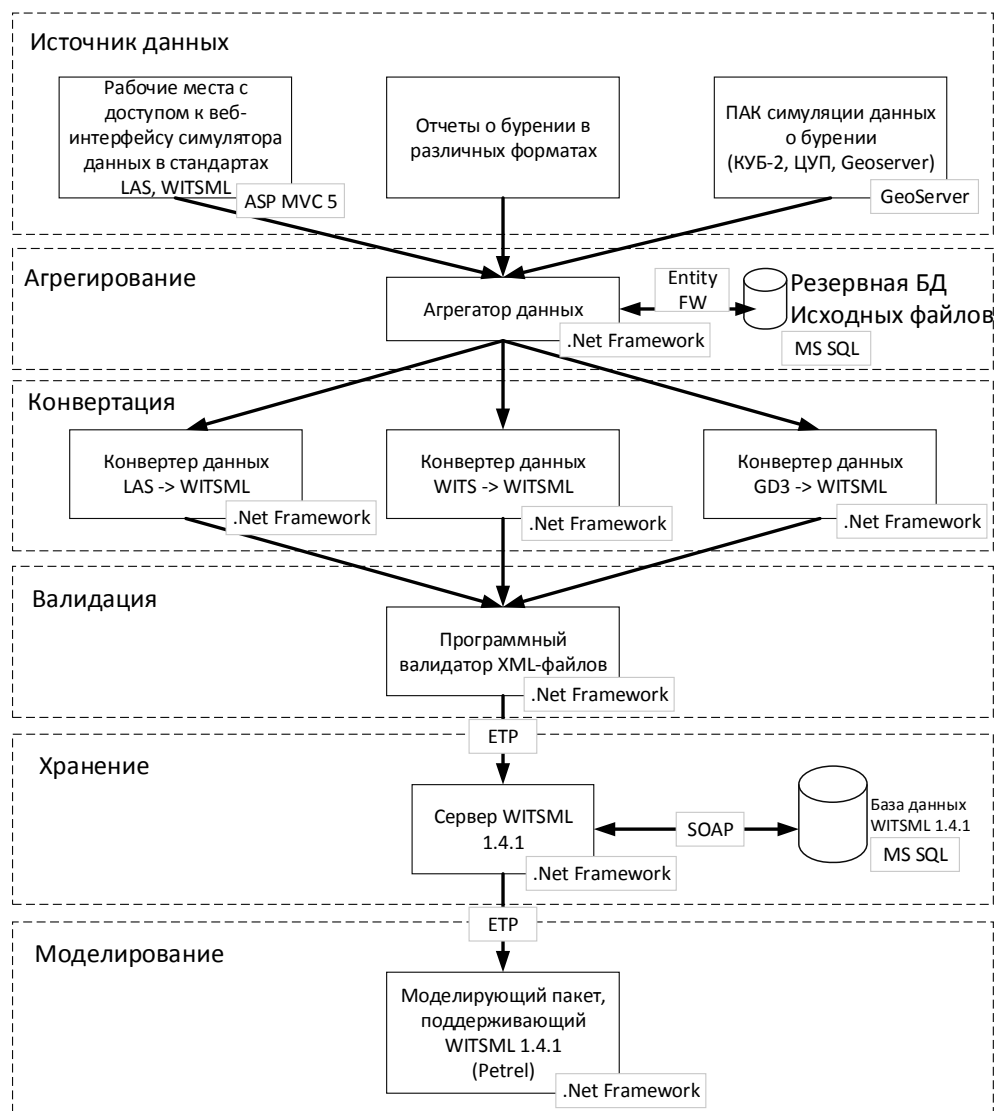 Источник данных
Рабочие места с
доступом к веб-
интерфейсу симулятора
данных в стандартах
LAS, WITSML
ASP MVC 5
Отчеты о бурении в
различных форматах
ПАК симуляции данных
о бурении
(КУБ-2, ЦУП, Geoserver)
GeoServer
Агрегирование
Агрегатор данных
.Net Framework
Entity
FW
Резервная БД
Исходных файлов
MS SQL
Конвертация
Конвертер данных
LAS -> WITSML
.Net Framework
Конвертер данных
WITS -> WITSML
.Net Framework
Конвертер данных
GD3 -> WITSML
.Net Framework
Валидация
Программный
валидатор XML-файлов
.Net Framework
ETP
Хранение
Сервер WITSML
1.4.1
.Net Framework
SOAP
База данных
WITSML 1.4.1
MS SQL
ETP
Моделирование
Моделирующий пакет,
поддерживающий
WITSML 1.4.1
(Petrel)
.Net Framework